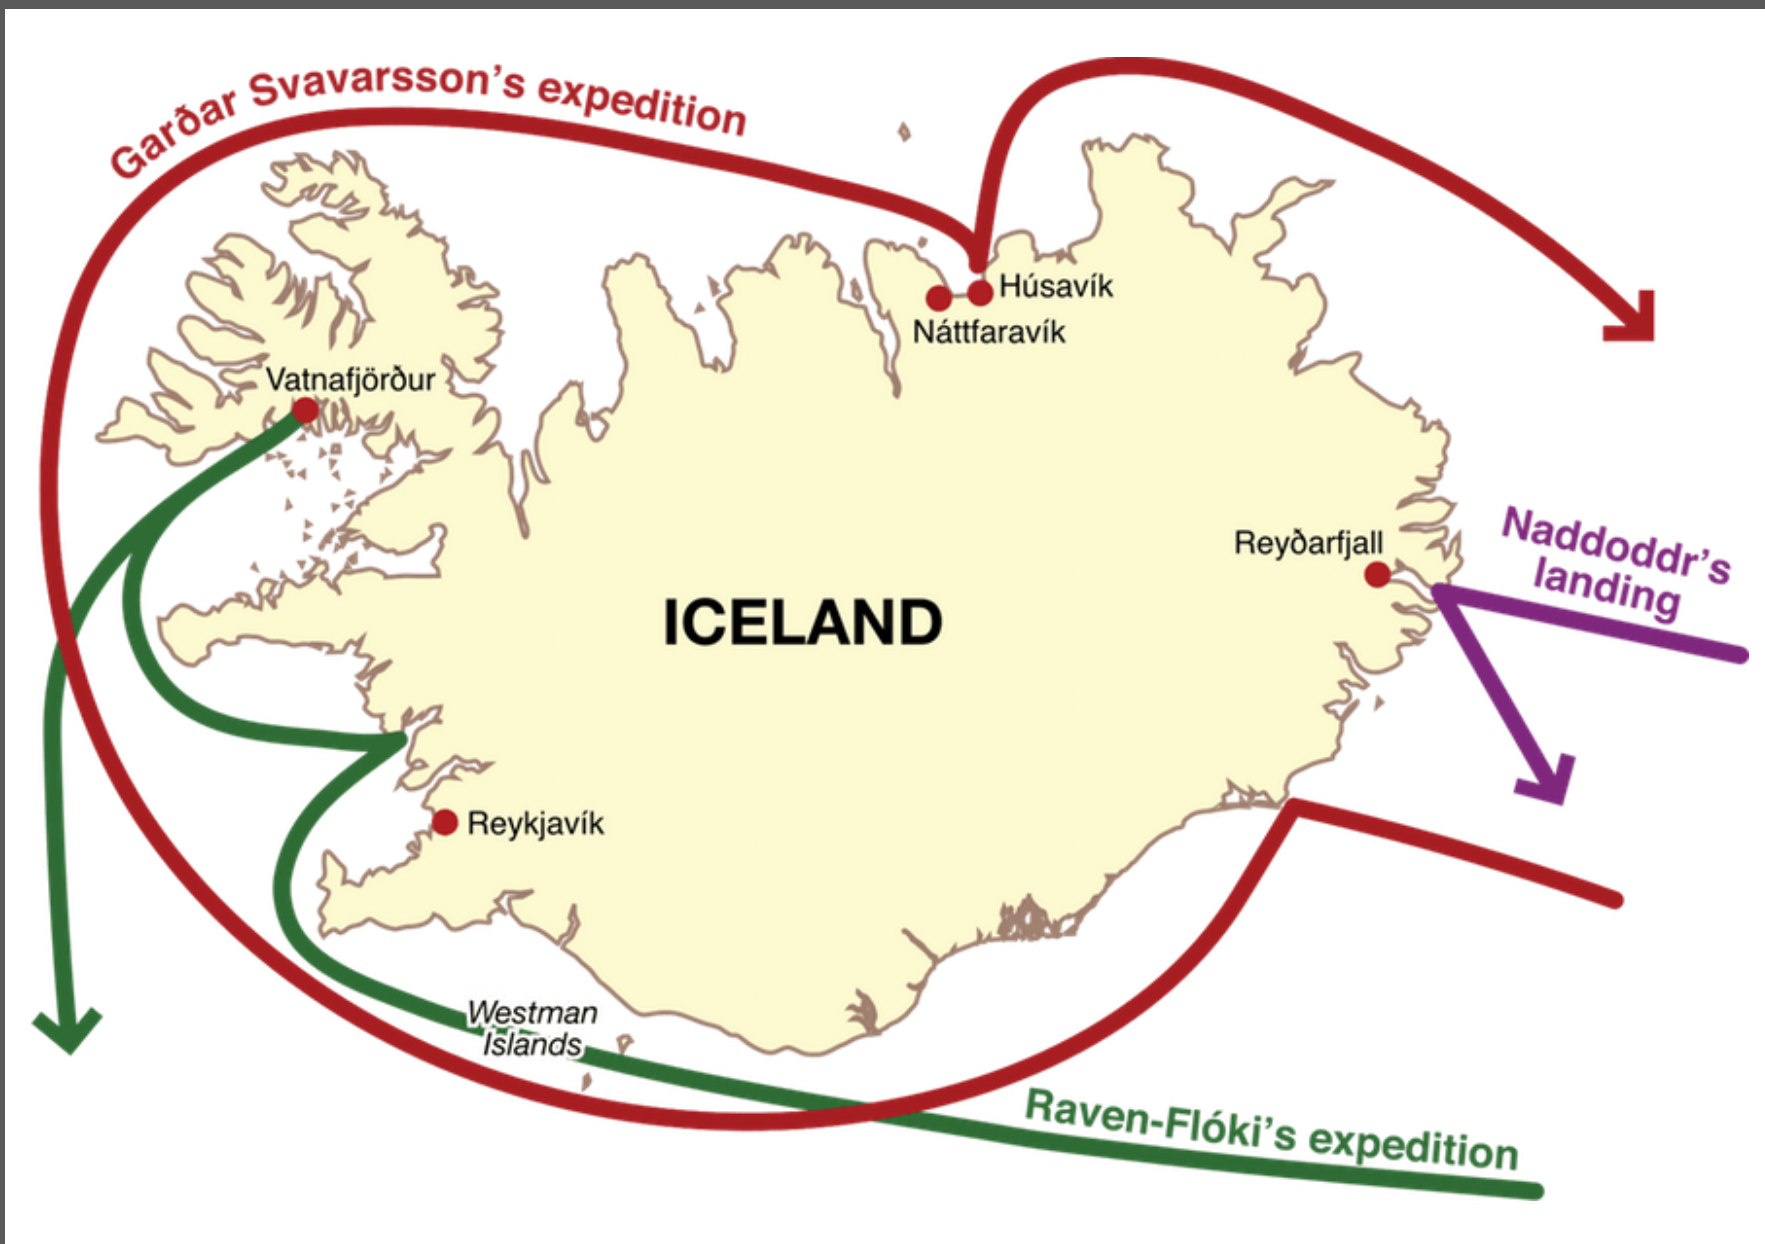 Garðar Svavarsson’s expedition
Húsavík
Náttfaravík
Vatnafjörður
Naddoddr’s
landing
Reyðarfjall
ICELAND
Reykjavík
Westman
Islands
Raven-Flóki’s expedition